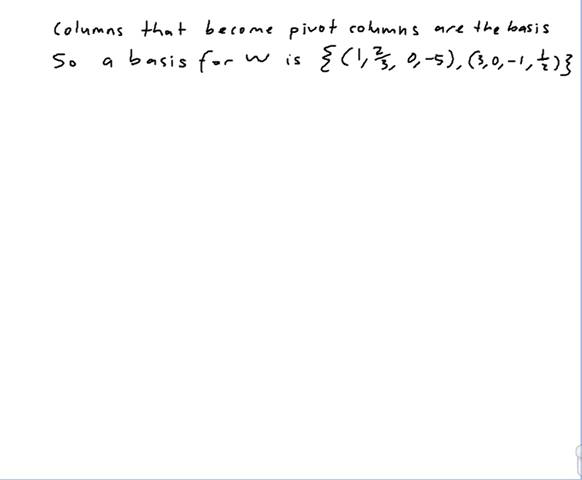 Columns that become pivot columns are the basis
So a basis for W is {(1, 2/3, 0, -5), (3, 0, -1, 1/2)}